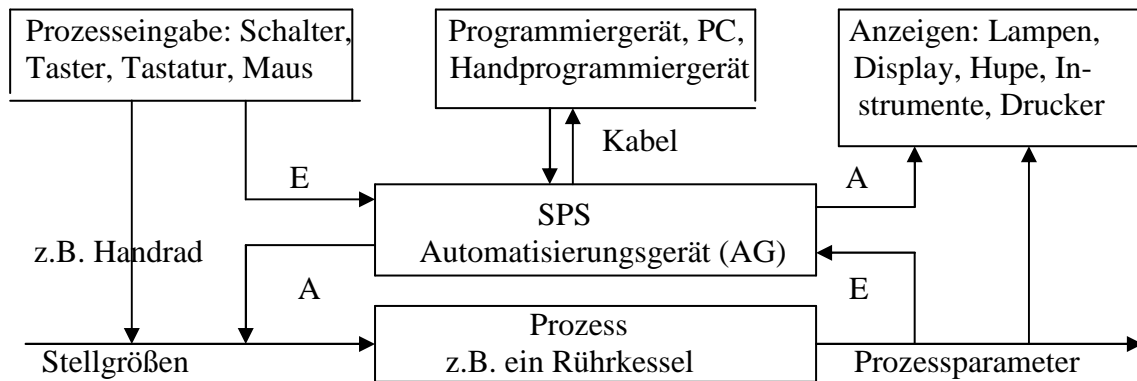 Prozesseingabe: Schalter,
Taster, Tastatur, Maus
Programmiergerät, PC,
Handprogrammiergerät
Anzeigen: Lampen,
Display, Hupe, In-
strumente, Drucker
Kabel
E
A
SPS
Automatisierungsgerät (AG)
z.B. Handrad
A
E
Prozess
z.B. ein Rührkessel
Stellgrößen
Prozessparameter